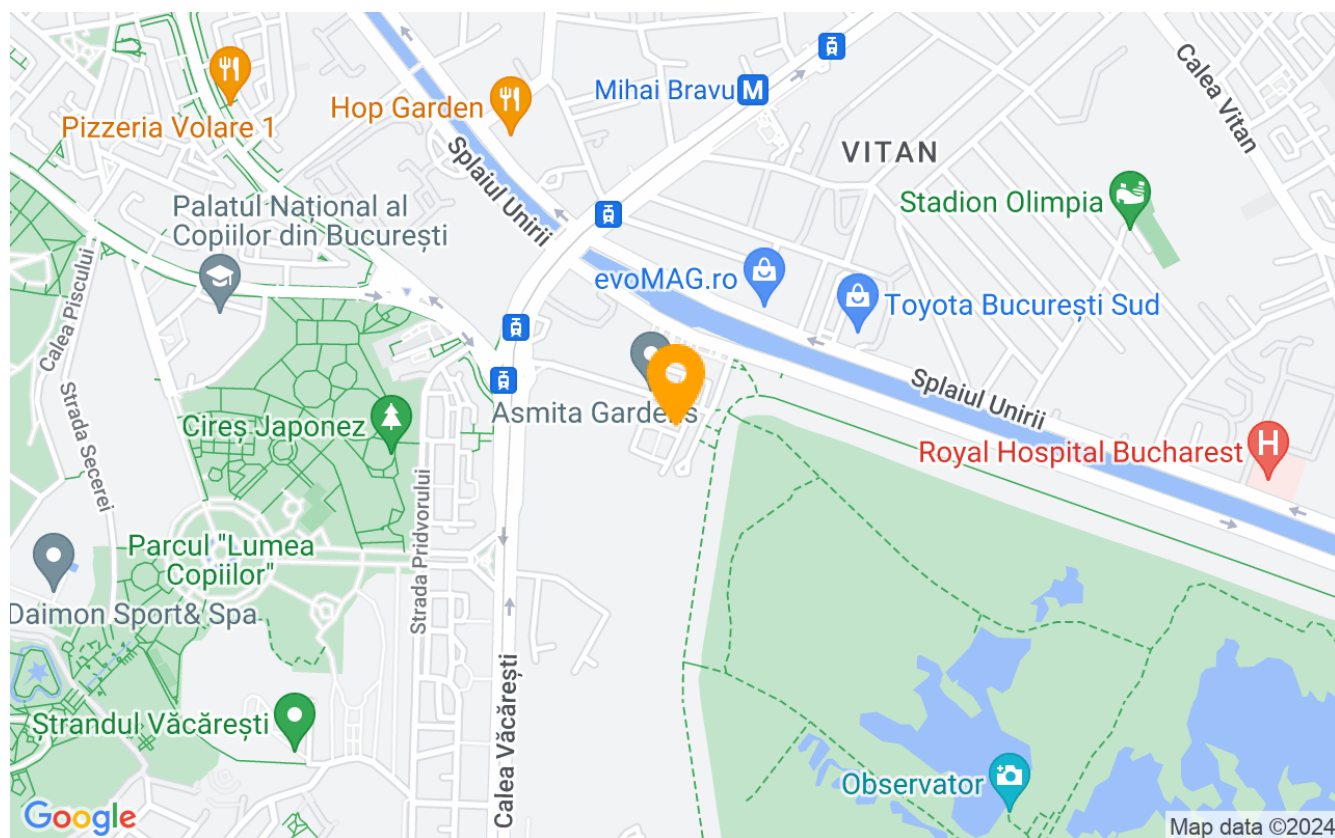 Calea Vitan
Mihai Bravu
M
Hop Garden
Pizzeria Volare 1
VITAN
Splaiul Unirii
Stadion Olimpia
Palatul Național al
Copiilor din București
evoMAG.ro
Toyota București Sud
Calea Piscului
Splaiul Unirii
Asmita Gardens
Cireș Japonez
Royal Hospital Bucharest
H
Strada Secerei
Strada Pridvorului
Parcul "Lumea
Copiilor"
Daimon Sport& Spa
Calea Văcărești
Ștrandul Văcărești
Observator
Google
Map data ©2024